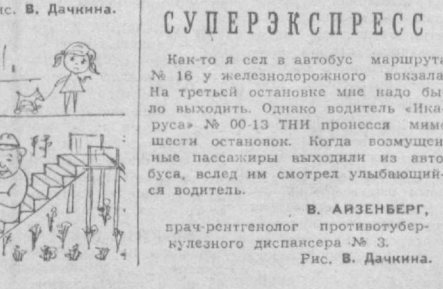 ис. В. Дачкина.
СУПЕРЭКСПРЕСС
Как-то я сел в автобус маршрута
№ 16 у железнодорожного вокзала.
На третьей остановке мне надо бы-
ло выходить. Однако водитель «Ика-
руса» № 00-13 ТНИ пронесся мимо
шести остановок. Когда возмущен-
ные пассажиры выходили из авто-
буса, вслед им смотрел улыбающий-
ся водитель.
В. АЙЗЕНБЕРГ,
врач-рентгенолог противотубер-
кулезного диспансера № 3.
Рис. В. Дачкина.